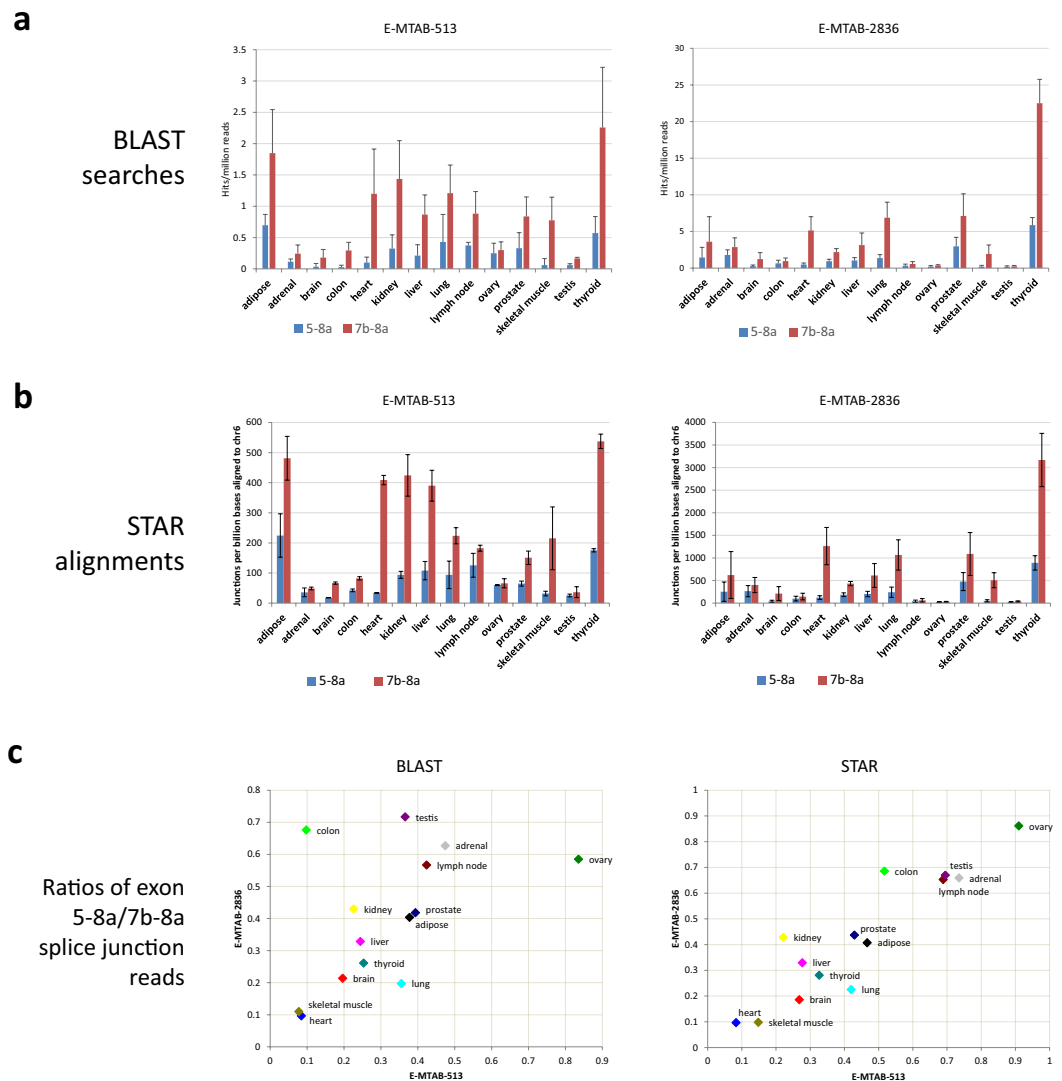 a
E-MTAB-513
E-MTAB-2836
BLAST
searches
Hits/million reads
3.5
3
2.5
2
1.5
1
0.5
0
adipose
adrenal
brain
colon
heart
kidney
liver
lung
lymph node
ovary
prostate
skeletal muscle
testis
thyroid
5-8a
7b-8a
Hits/million reads
30
25
20
15
10
5
0
adipose
adrenal
brain
colon
heart
kidney
liver
lung
lymph node
ovary
prostate
skeletal muscle
testis
thyroid
5-8a
7b-8a
b
E-MTAB-513
E-MTAB-2836
STAR
alignments
Junctions per billion bases aligned to chr6
600
500
400
300
200
100
0
adipose
adrenal
brain
colon
heart
kidney
liver
lung
lymph node
ovary
prostate
skeletal muscle
testis
thyroid
5-8a
7b-8a
Junctions per billion bases aligned to chr6
4000
3500
3000
2500
2000
1500
1000
500
0
adipose
adrenal
brain
colon
heart
kidney
liver
lung
lymph node
ovary
prostate
skeletal muscle
testis
thyroid
5-8a
7b-8a
c
BLAST
STAR
Ratios of exon
5-8a/7b-8a
splice junction
reads
E-MTAB-2836
0.8
0.7
0.6
0.5
0.4
0.3
0.2
0.1
0
testis
colon
adrenal
ovary
lymph node
kidney
prostate
adipose
liver
thyroid
brain
lung
skeletal muscle
heart
0 0.1 0.2 0.3 0.4 0.5 0.6 0.7 0.8 0.9
E-MTAB-513
E-MTAB-2836
1
0.9
0.8
0.7
0.6
0.5
0.4
0.3
0.2
0.1
0
ovary
testis
colon
adrenal
lymph node
prostate
kidney
adipose
liver
thyroid
lung
brain
heart
skeletal muscle
0 0.1 0.2 0.3 0.4 0.5 0.6 0.7 0.8 0.9 1
E-MTAB-513